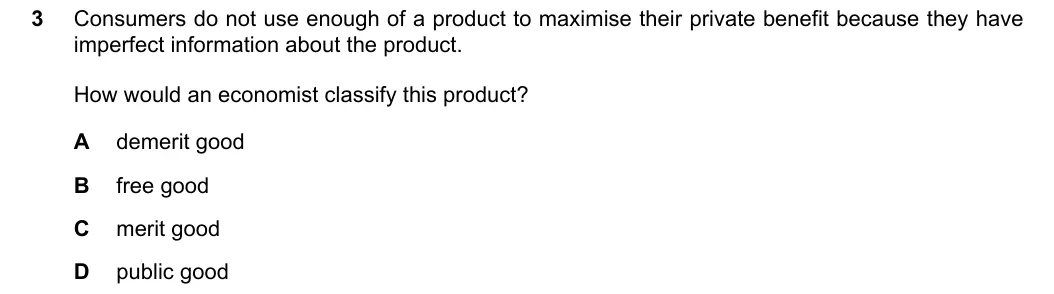 3 Consumers do not use enough of a product to maximise their private benefit because they have
imperfect information about the product.
How would an economist classify this product?
A demerit good
B free good
C merit good
D public good